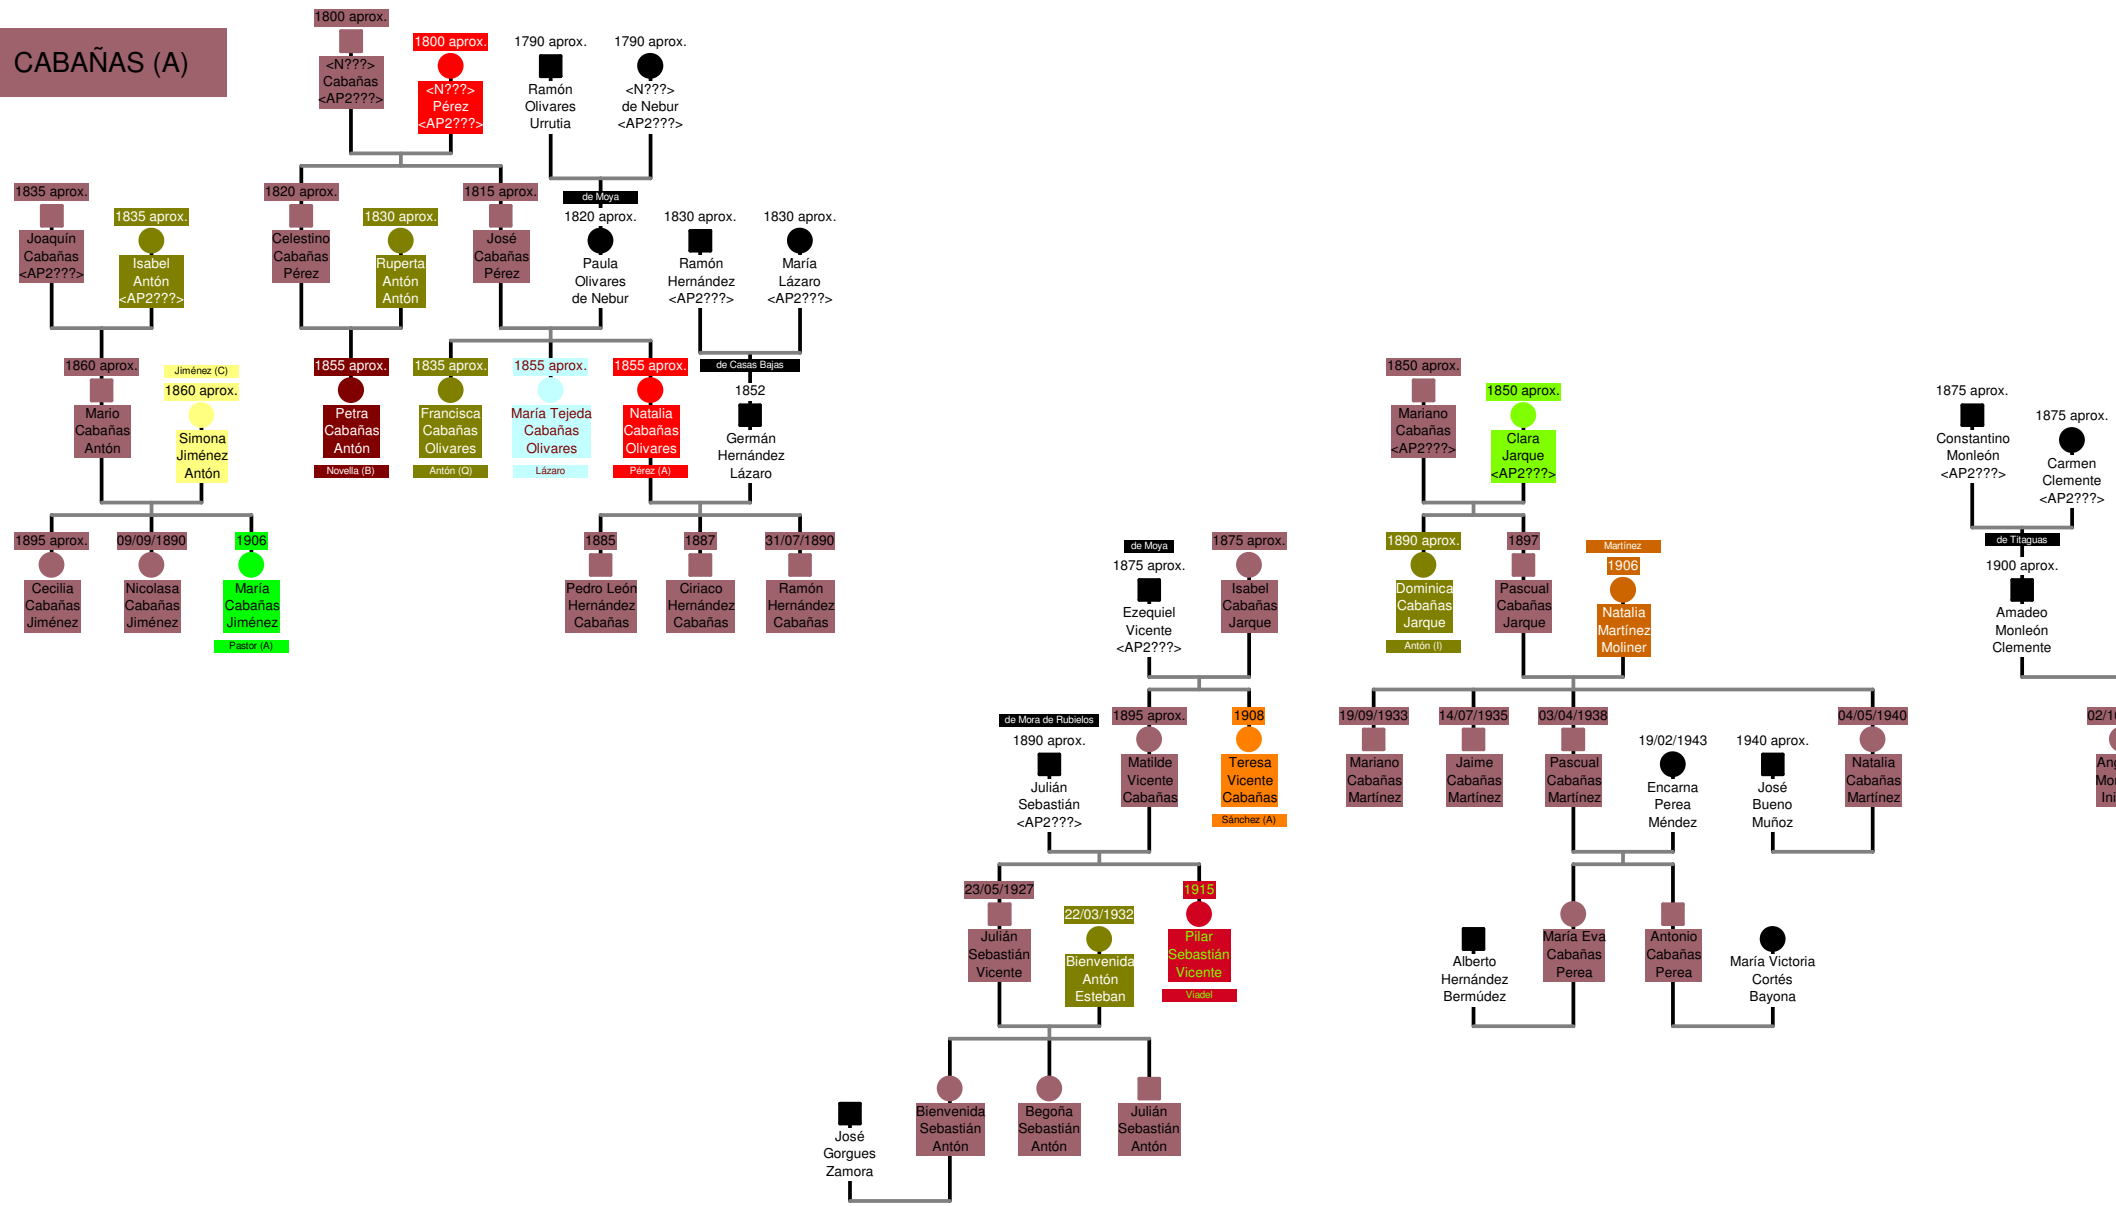 CABAÑAS (A)
1800 aprox.
<N???>
Cabañas
<AP2???>
1800 aprox.
<N???>
Pérez
<AP2???>
1790 aprox.
Ramón
Olivares
Urrutia
1790 aprox.
<N???>
de Nebur
<AP2???>
1835 aprox.
Joaquín
Cabañas
<AP2???>
1835 aprox.
Isabel
Antón
<AP2???>
1820 aprox.
Celestino
Cabañas
Pérez
1830 aprox.
Ruperta
Antón
Antón
1815 aprox.
José
Cabañas
Pérez
de Moya
1820 aprox.
Paula
Olivares
de Nebur
1830 aprox.
Ramón
Hernández
<AP2???>
1830 aprox.
María
Lázaro
<AP2???>
1860 aprox.
Mario
Cabañas
Antón
Jiménez (C)
1860 aprox.
Simona
Jiménez
Antón
1855 aprox.
Petra
Cabañas
Antón
Novella (B)
1835 aprox.
Francisca
Cabañas
Olivares
Antón (Q)
1855 aprox.
María Tejeda
Cabañas
Olivares
Lázaro
1855 aprox.
Natalia
Cabañas
Olivares
Pérez (A)
de Casas Bajas
1852
Germán
Hernández
Lázaro
1850 aprox.
Mariano
Cabañas
<AP2???>
1850 aprox.
Clara
Jarque
<AP2???>
1875 aprox.
Constantino
Monleón
<AP2???>
1875 aprox.
Carmen
Clemente
<AP2???>
1895 aprox.
Cecilia
Cabañas
Jiménez
09/09/1890
Nicolasa
Cabañas
Jiménez
1906
María
Cabañas
Jiménez
Pastor (A)
1885
Pedro León
Hernández
Cabañas
1887
Ciriaco
Hernández
Cabañas
31/07/1890
Ramón
Hernández
Cabañas
de Moya
1875 aprox.
Ezequiel
Vicente
<AP2???>
1875 aprox.
Isabel
Cabañas
Jarque
1890 aprox.
Dominica
Cabañas
Jarque
Antón (I)
1897
Pascual
Cabañas
Jarque
Martínez
1906
Natalia
Martínez
Moliner
de Titaguas
1900 aprox.
Amadeo
Monleón
Clemente
de Mora de Rubielos
1890 aprox.
Julián
Sebastián
<AP2???>
1895 aprox.
Matilde
Vicente
Cabañas
1908
Teresa
Vicente
Cabañas
Sánchez (A)
19/09/1933
Mariano
Cabañas
Martínez
14/07/1935
Jaime
Cabañas
Martínez
03/04/1938
Pascual
Cabañas
Martínez
19/02/1943
Encarna
Perea
Méndez
1940 aprox.
José
Bueno
Muñoz
04/05/1940
Natalia
Cabañas
Martínez
23/05/1927
Julián
Sebastián
Vicente
22/03/1932
Bienvenida
Antón
Esteban
1915
Pilar
Sebastián
Vicente
Viadel
Alberto
Hernández
Bermúdez
María Eva
Cabañas
Perea
Antonio
Cabañas
Perea
María Victoria
Cortés
Bayona
José
Gorgues
Zamora
Bienvenida
Sebastián
Antón
Begoña
Sebastián
Antón
Julián
Sebastián
Antón